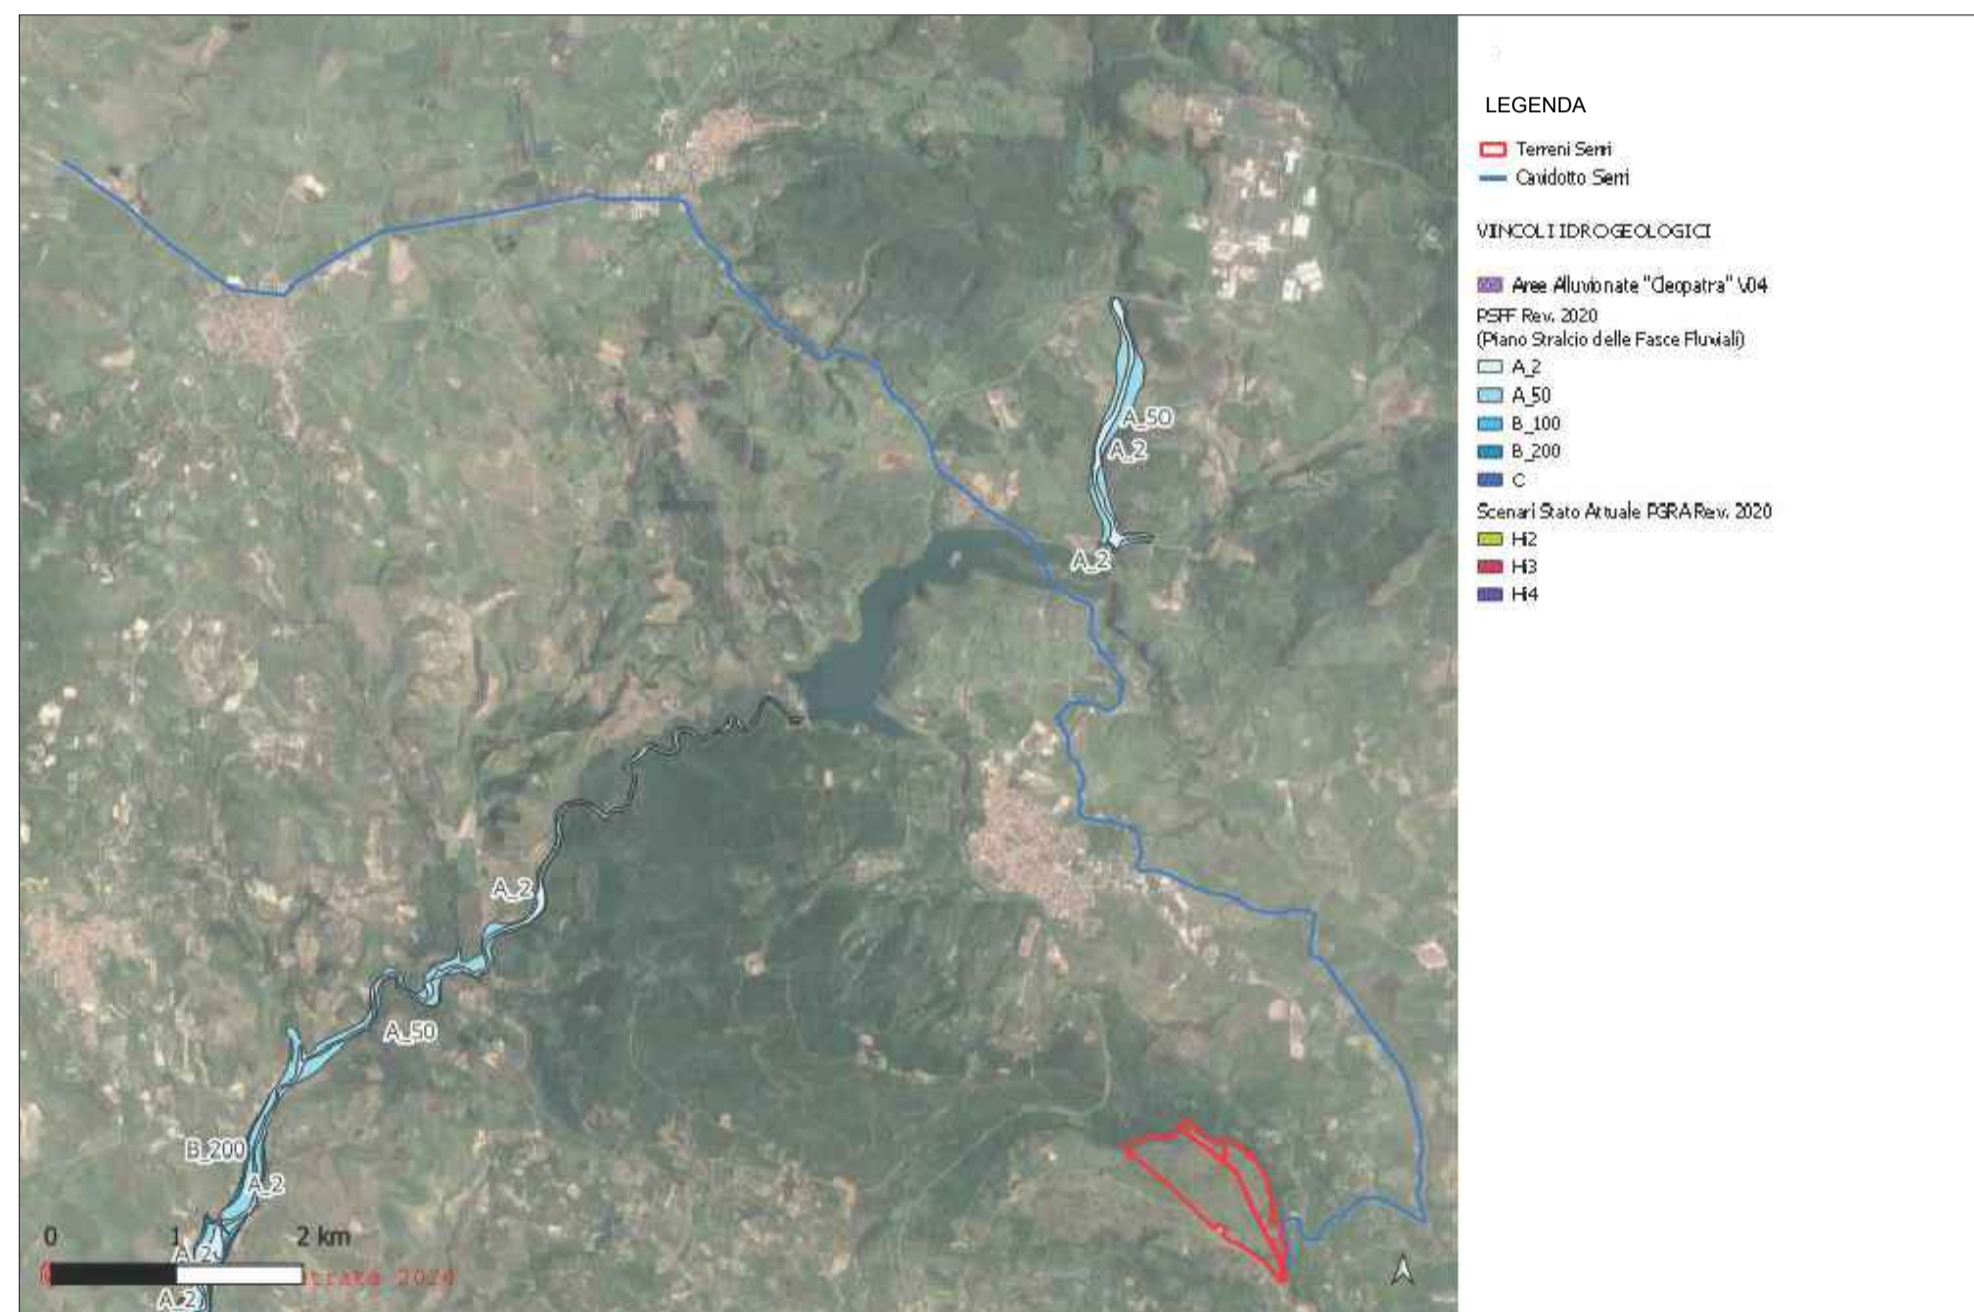 LEGENDA
Terreni Serri
Cavidotto Serri
VIINCOLI IDROGEOLOGICI
Aree Alluvionate "Cleopatra" V04
PSFF Rev. 2020
(Piano Stralcio delle Fasce Fluviali)
A_2
A_50
B_100
B_200
C
Scenari Stato Attuale PGRA Rev. 2020
Hi2
Hi3
Hi4
A_50
A_2
A_2
A_2
A_50
B_200
A_2
0 1 2 km
A_2
2020
A_2